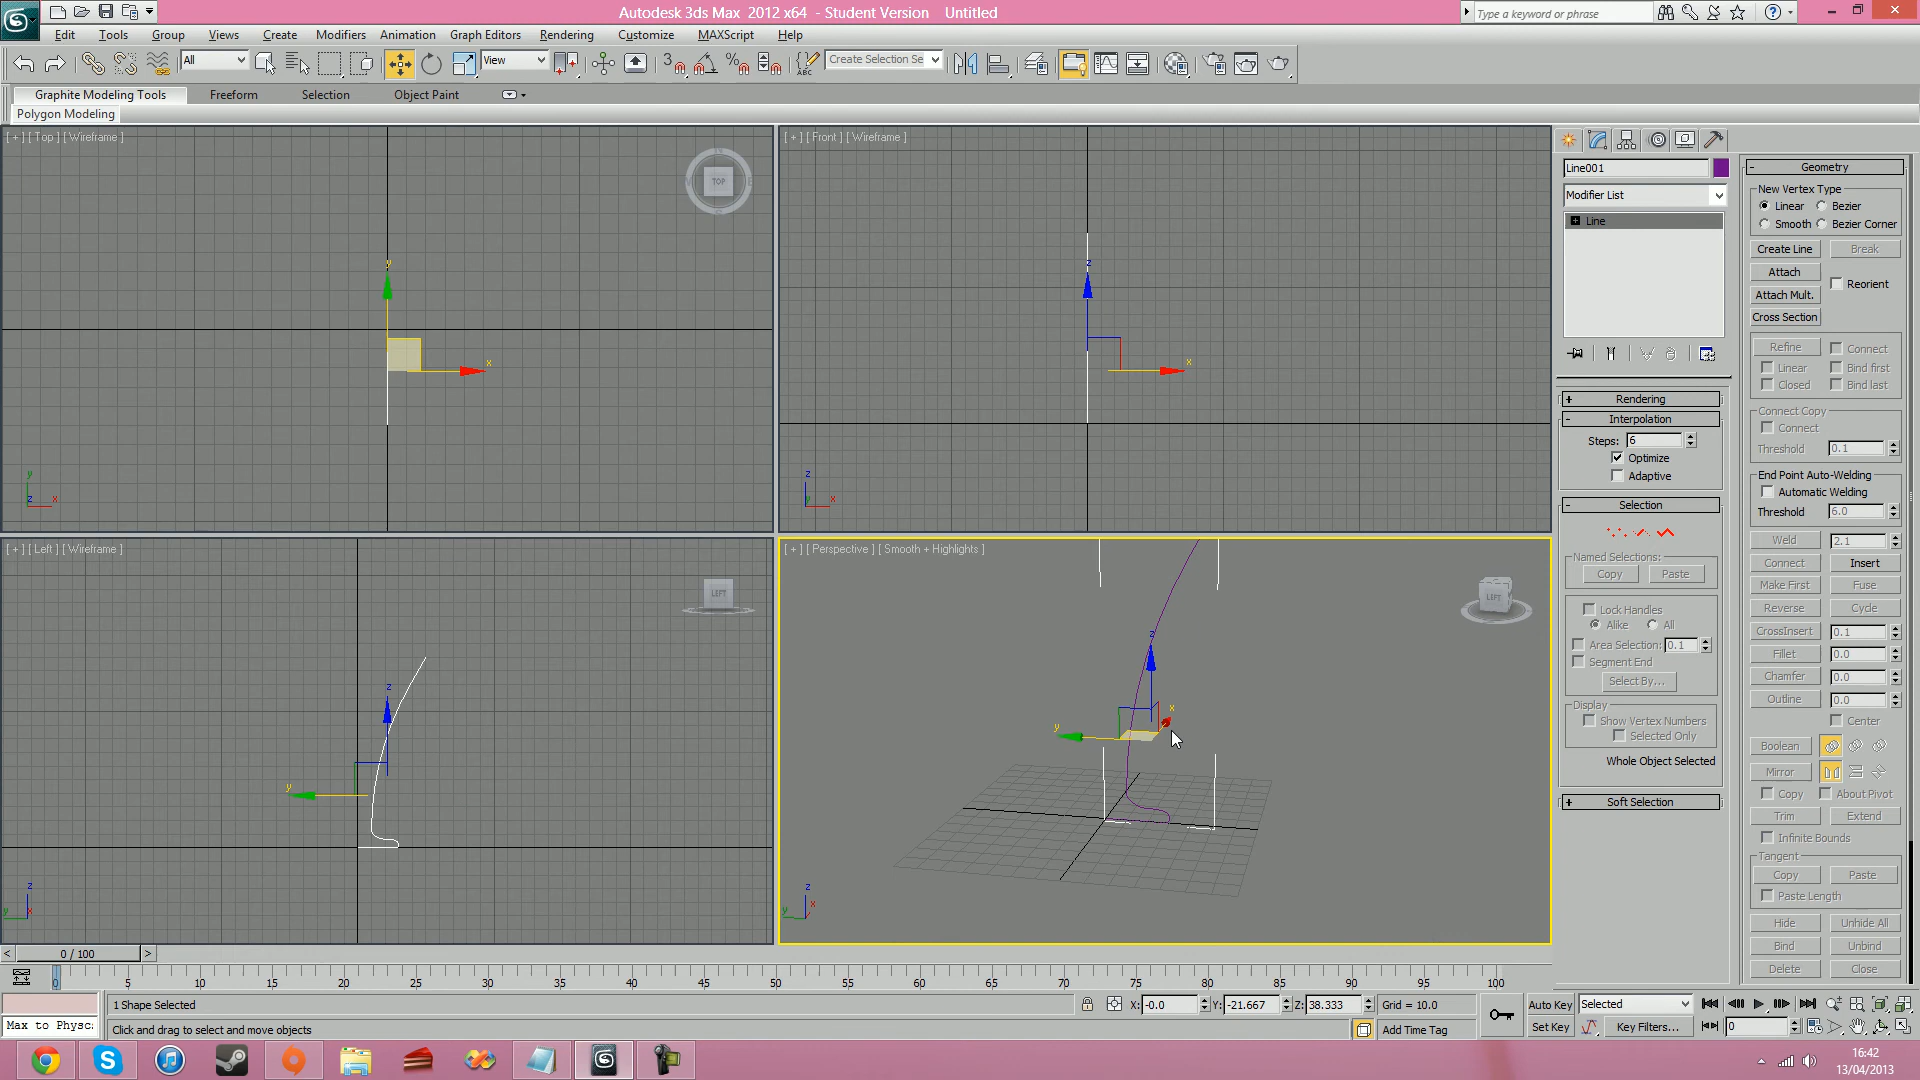 Autodesk 3ds Max 2012 x64 - Student Version Untitled
Type a keyword or phrase
Edit Tools Group Views Create Modifiers Animation Graph Editors Rendering Customize MAXScript Help
All View Create Selection Se
Graphite Modeling Tools Freeform Selection Object Paint
Polygon Modeling
[ + ] [ Top ] [ Wireframe ]
TOP
y
x
y
z x
[ + ] [ Front ] [ Wireframe ]
z
x
z
y x
[ + ] [ Left ] [ Wireframe ]
LEFT
z
y
z
y x
[ + ] [ Perspective ] [ Smooth + Highlights ]
LEFT
z
x
y
z
x
y
Line001
Modifier List
Line
Rendering
Interpolation
Steps: 6
Optimize
Adaptive
Selection
Named Selections:
Copy Paste
Lock Handles
Alike All
Area Selection: 0.1
Segment End
Select By...
Display
Show Vertex Numbers
Selected Only
Whole Object Selected
Soft Selection
Geometry
New Vertex Type
Linear Bezier
Smooth Bezier Corner
Create Line Break
Attach
Reorient
Attach Mult.
Cross Section
Refine Connect
Linear Bind first
Closed Bind last
Connect Copy
Connect
Threshold 0.1
End Point Auto-Welding
Automatic Welding
Threshold 6.0
Weld 2.1
Connect Insert
Make First Fuse
Reverse Cycle
CrossInsert 0.1
Fillet 0.0
Chamfer 0.0
Outline 0.0
Center
Boolean
Mirror
Copy About Pivot
Trim Extend
Infinite Bounds
Tangent
Copy Paste
Paste Length
Hide Unhide All
Bind Unbind
Delete Close
< 0 / 100 >
0 5 10 15 20 25 30 35 40 45 50 55 60 65 70 75 80 85 90 95 100
1 Shape Selected X: -0.0 Y: -21.667 Z: 38.333 Grid = 10.0 Auto Key Selected
Max to Physc: Click and drag to select and move objects Add Time Tag Set Key Key Filters... 0
16:42
13/04/2013